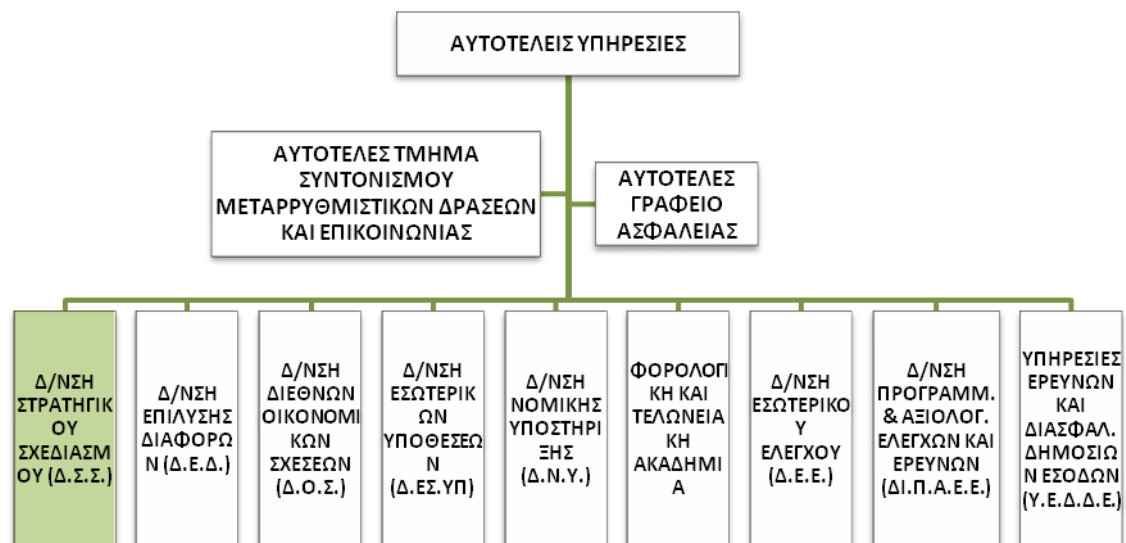 ΑΥΤΟΤΕΛΕΙΣ ΥΠΗΡΕΣΙΕΣ
ΑΥΤΟΤΕΛΕΣ ΤΜΗΜΑ
ΣΥΝΤΟΝΙΣΜΟΥ
ΜΕΤΑΡΡΥΘΜΙΣΤΙΚΩΝ ΔΡΑΣΕΩΝ
ΚΑΙ ΕΠΙΚΟΙΝΩΝΙΑΣ
ΑΥΤΟΤΕΛΕΣ
ΓΡΑΦΕΙΟ
ΑΣΦΑΛΕΙΑΣ
Δ/ΝΣΗ
ΣΤΡΑΤΗΓΙΚ
ΟΥ
ΣΧΕΔΙΑΣΜ
ΟΥ (Δ.Σ.Σ.)
Δ/ΝΣΗ
ΕΠΙΛΥΣΗΣ
ΔΙΑΦΟΡΩ
Ν (Δ.Ε.Δ.)
Δ/ΝΣΗ
ΔΙΕΘΝΩΝ
ΟΙΚΟΝΟΜΙ
ΚΩΝ
ΣΧΕΣΕΩΝ
(Δ.Ο.Σ.)
Δ/ΝΣΗ
ΕΣΩΤΕΡΙΚ
ΩΝ
ΥΠΟΘΕΣΕΩ
Ν
(Δ.ΕΣ.ΥΠ)
Δ/ΝΣΗ
ΝΟΜΙΚΗΣ
ΥΠΟΣΤΗΡΙ
ΞΗΣ
(Δ.Ν.Υ.)
ΦΟΡΟΛΟΓΙ
ΚΗ ΚΑΙ
ΤΕΛΩΝΕΙΑ
ΚΗ
ΑΚΑΔΗΜΙ
Α
Δ/ΝΣΗ
ΕΣΩΤΕΡΙΚΟ
Υ
ΕΛΕΓΧΟΥ
(Δ.Ε.Ε.)
Δ/ΝΣΗ
ΠΡΟΓΡΑΜΜ.
& ΑΞΙΟΛΟΓ.
ΕΛΕΓΧΩΝ ΚΑΙ
ΕΡΕΥΝΩΝ
(ΔΙ.Π.Α.Ε.Ε.)
ΥΠΗΡΕΣΙΕΣ
ΕΡΕΥΝΩΝ
ΚΑΙ
ΔΙΑΣΦΑΛ.
ΔΗΜΟΣΙΩ
Ν ΕΣΟΔΩΝ
(Υ.Ε.Δ.Δ.Ε.)